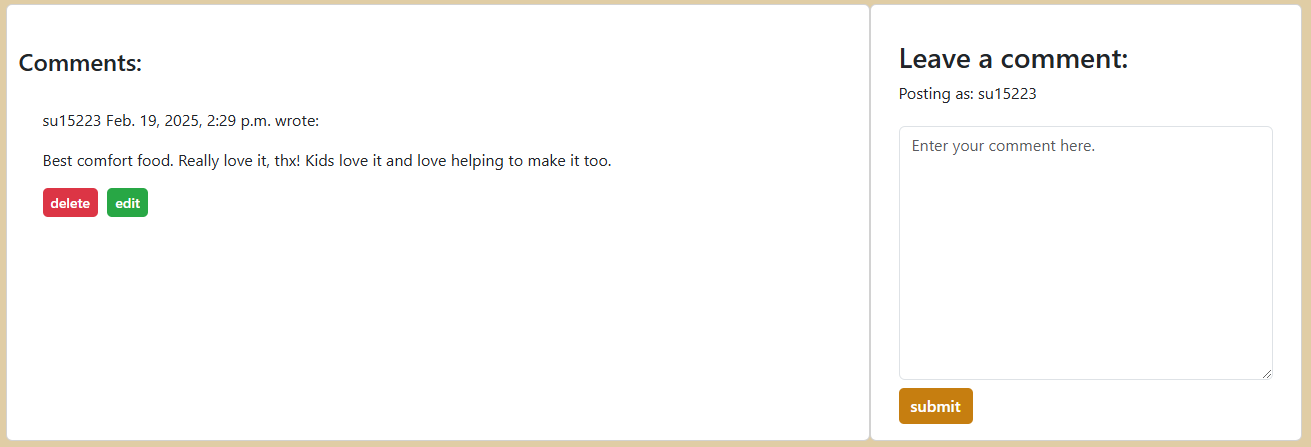 Comments:
su15223 Feb. 19, 2025, 2:29 p.m. wrote:
Best comfort food. Really love it, thx! Kids love it and love helping to make it too.
delete edit
Leave a comment:
Posting as: su15223
Enter your comment here.
submit